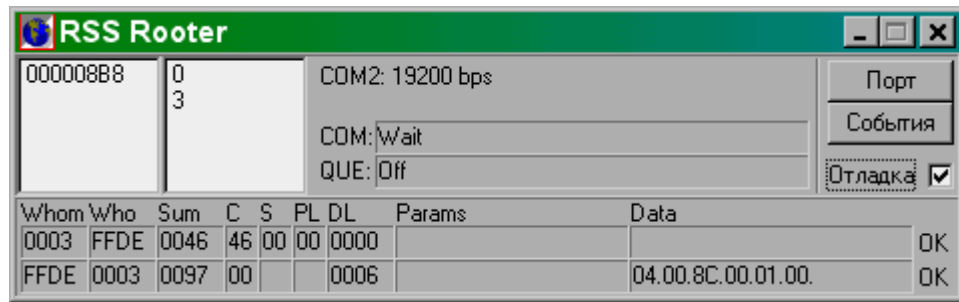 RSS Rooter
000008B8 0 COM2: 19200 bps Порт
3
События
COM: Wait
QUE: Off Отладка
Whom Who Sum C S PL DL Params Data
0003 FFDE 0046 46 00 00 0000 OK
FFDE 0003 0097 00 0006 04.00.8C.00.01.00. OK